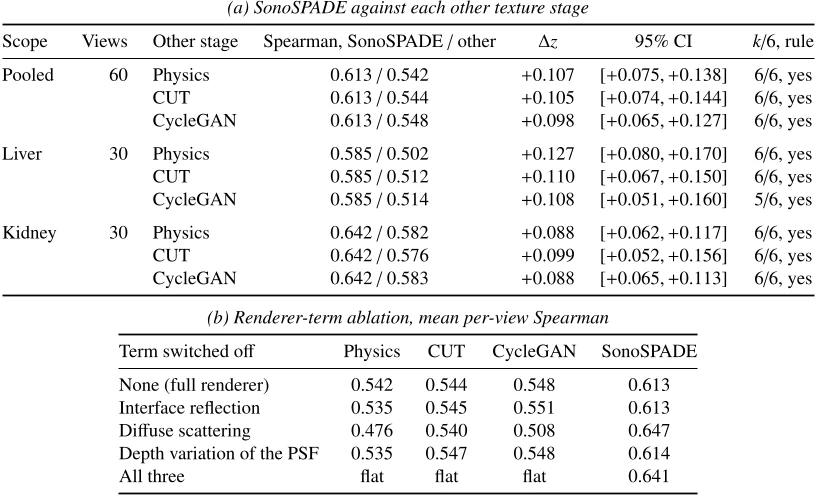 (a) SonoSPADE against each other texture stage
Scope Views Other stage Spearman, SonoSPADE / other Δz 95% CI k/6, rule
Pooled 60 Physics 0.613 / 0.542 +0.107 [+0.075, +0.138] 6/6, yes
CUT 0.613 / 0.544 +0.105 [+0.074, +0.144] 6/6, yes
CycleGAN 0.613 / 0.548 +0.098 [+0.065, +0.127] 6/6, yes
Liver 30 Physics 0.585 / 0.502 +0.127 [+0.080, +0.170] 6/6, yes
CUT 0.585 / 0.512 +0.110 [+0.067, +0.150] 6/6, yes
CycleGAN 0.585 / 0.514 +0.108 [+0.051, +0.160] 5/6, yes
Kidney 30 Physics 0.642 / 0.582 +0.088 [+0.062, +0.117] 6/6, yes
CUT 0.642 / 0.576 +0.099 [+0.052, +0.156] 6/6, yes
CycleGAN 0.642 / 0.583 +0.088 [+0.065, +0.113] 6/6, yes
(b) Renderer-term ablation, mean per-view Spearman
Term switched off Physics CUT CycleGAN SonoSPADE
None (full renderer) 0.542 0.544 0.548 0.613
Interface reflection 0.535 0.545 0.551 0.613
Diffuse scattering 0.476 0.540 0.508 0.647
Depth variation of the PSF 0.535 0.547 0.548 0.614
All three flat flat flat 0.641